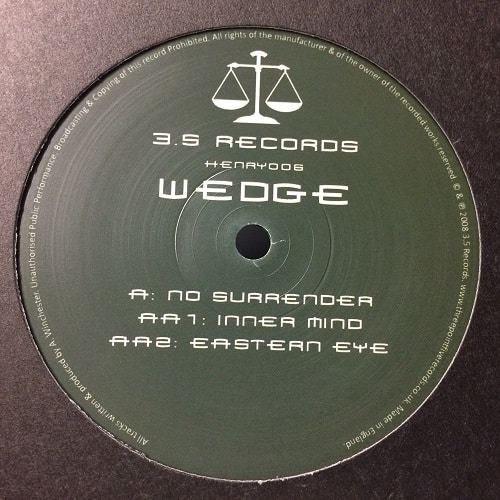 3.5 RECORDS
HENRY006
WEDGE
A: NO SURRENDER
AA1: INNER MIND
AA2: EASTERN EYE
All tracks written & produced by A. Winchester. Unauthorised Public Performance, Broadcasting & Copying of this record Prohibited. All rights of the manufacturer & of the owner of the recorded works reserved. © & ℗ 2008 3.5 Records. www.threepointfiverecords.co.uk. Made in England.